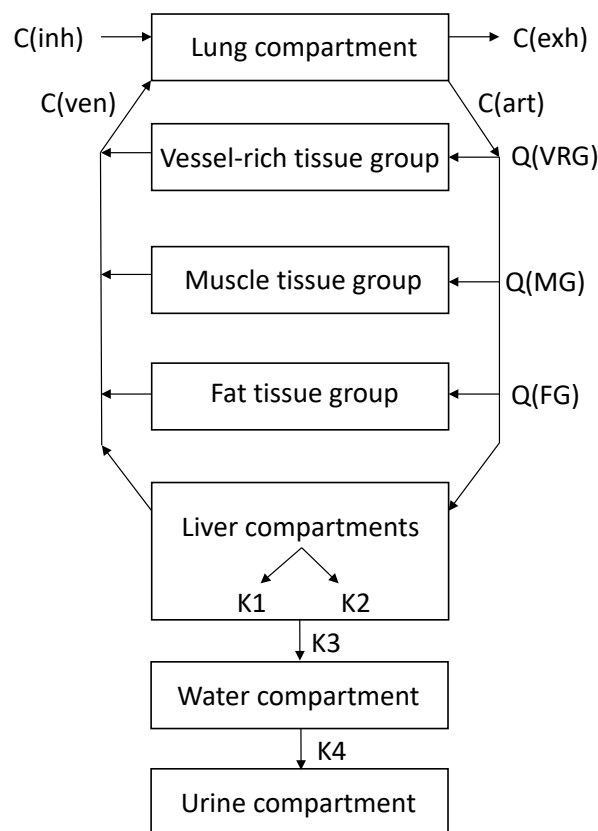 C(inh)
Lung compartment
C(exh)
C(ven)
C(art)
Vessel-rich tissue group
Q(VRG)
Muscle tissue group
Q(MG)
Fat tissue group
Q(FG)
Liver compartments
K1
K2
K3
Water compartment
K4
Urine compartment